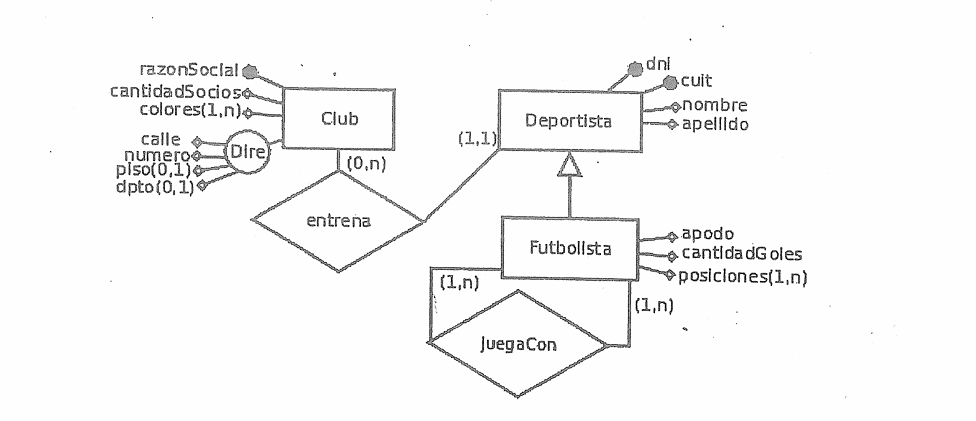 razonSocial
cantidadSocios
colores(1,n)
Club
calle
numero
piso(0,1)
dpto(0,1)
Dire
(0,n)
entrena
(1,1)
dni
cuit
nombre
apellido
Deportista
Futbolista
apodo
cantidadGoles
posiciones(1,n)
(1,n)
(1,n)
JuegaCon